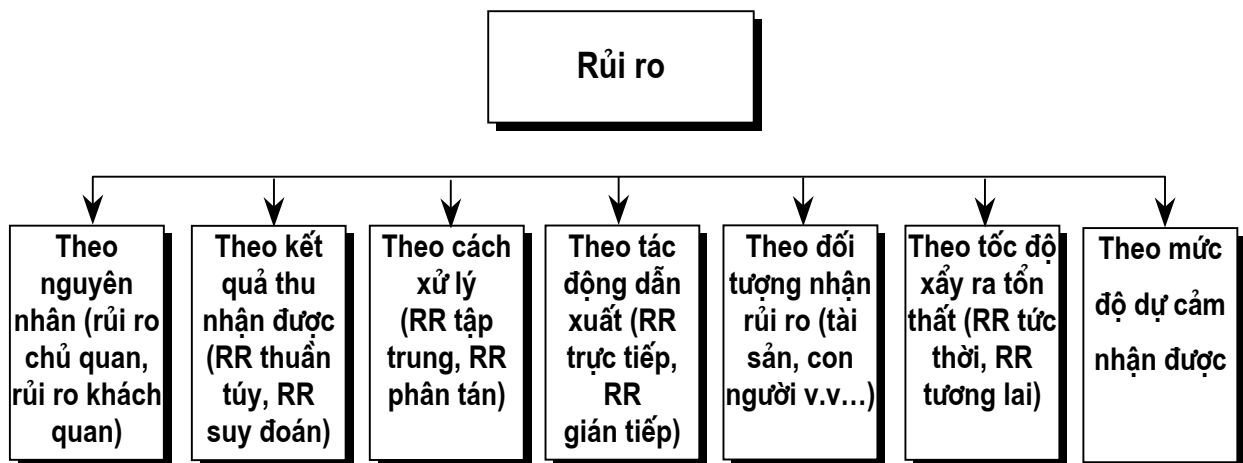 Rủi ro
Theo
nguyên
nhân (rủi ro
chủ quan,
rủi ro khách
quan)
Theo kết
quả thu
nhận được
(RR thuần
túy, RR
suy đoán)
Theo cách
xử lý
(RR tập
trung, RR
phân tán)
Theo tác
động dẫn
xuất (RR
trực tiếp,
RR
gián tiếp)
Theo đối
tượng nhận
rủi ro (tài
sản, con
người v.v…)
Theo tốc độ
xẩy ra tổn
thất (RR tức
thời, RR
tương lai)
Theo mức
độ dự cảm
nhận được